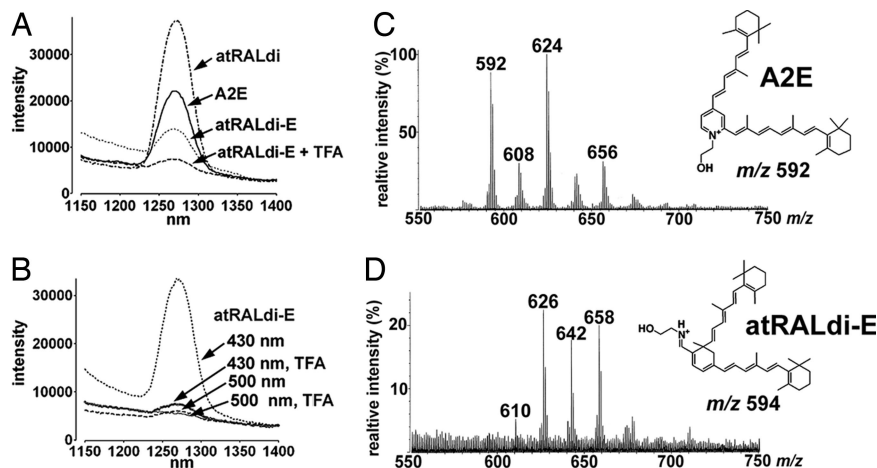 A
intensity
30000
20000
10000
0
atRALdi
A2E
atRALdi-E
atRALdi-E + TFA
1150 1200 1250 1300 1350 1400
nm
B
intensity
30000
20000
10000
0
atRALdi-E
430 nm
430 nm, TFA
500 nm
500 nm, TFA
1150 1200 1250 1300 1350 1400
nm
C
realtive intensity (%)
100
50
592
624
608
656
550 600 650 700 750 m/z
A2E
N+
OH
m/z 592
D
realtive intensity (%)
20
10
626
642
658
610
550 600 650 700 750 m/z
atRALdi-E
HO
H
N+
m/z 594